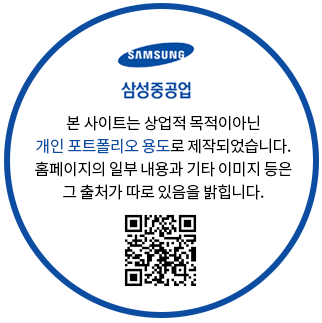 SAMSUNG
삼성중공업
본 사이트는 상업적 목적이아닌
개인 포트폴리오 용도로 제작되었습니다.
홈페이지의 일부 내용과 기타 이미지 등은
그 출처가 따로 있음을 밝힙니다.